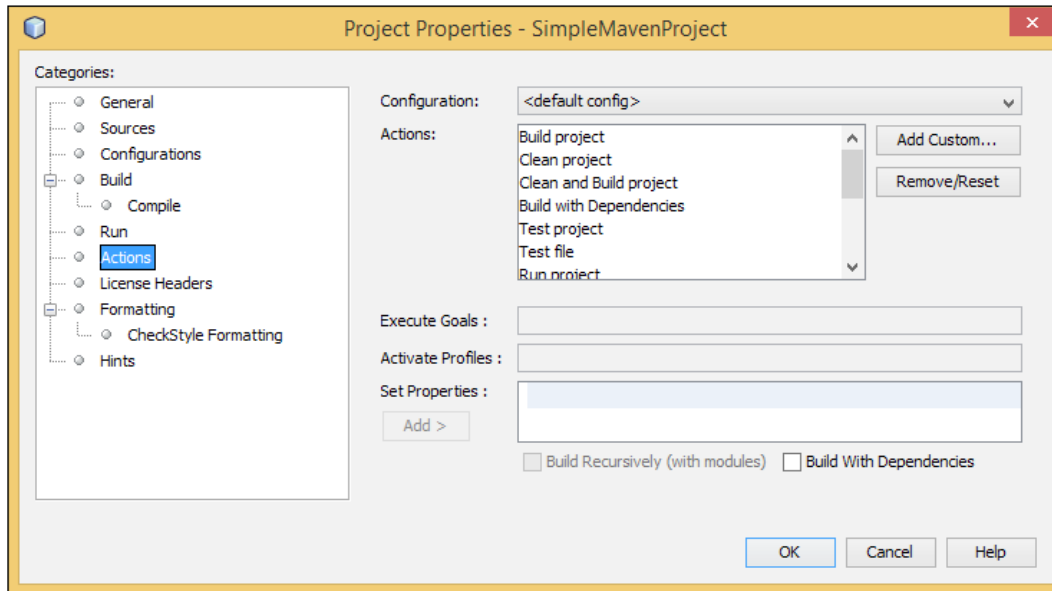 Project Properties - SimpleMavenProject
Categories:
General
Sources
Configurations
Build
Compile
Run
Actions
License Headers
Formatting
CheckStyle Formatting
Hints
Configuration:
<default config>
Actions:
Build project
Clean project
Clean and Build project
Build with Dependencies
Test project
Test file
Run project
Add Custom...
Remove/Reset
Execute Goals :
Activate Profiles :
Set Properties :
Add >
Build Recursively (with modules)
Build With Dependencies
OK
Cancel
Help